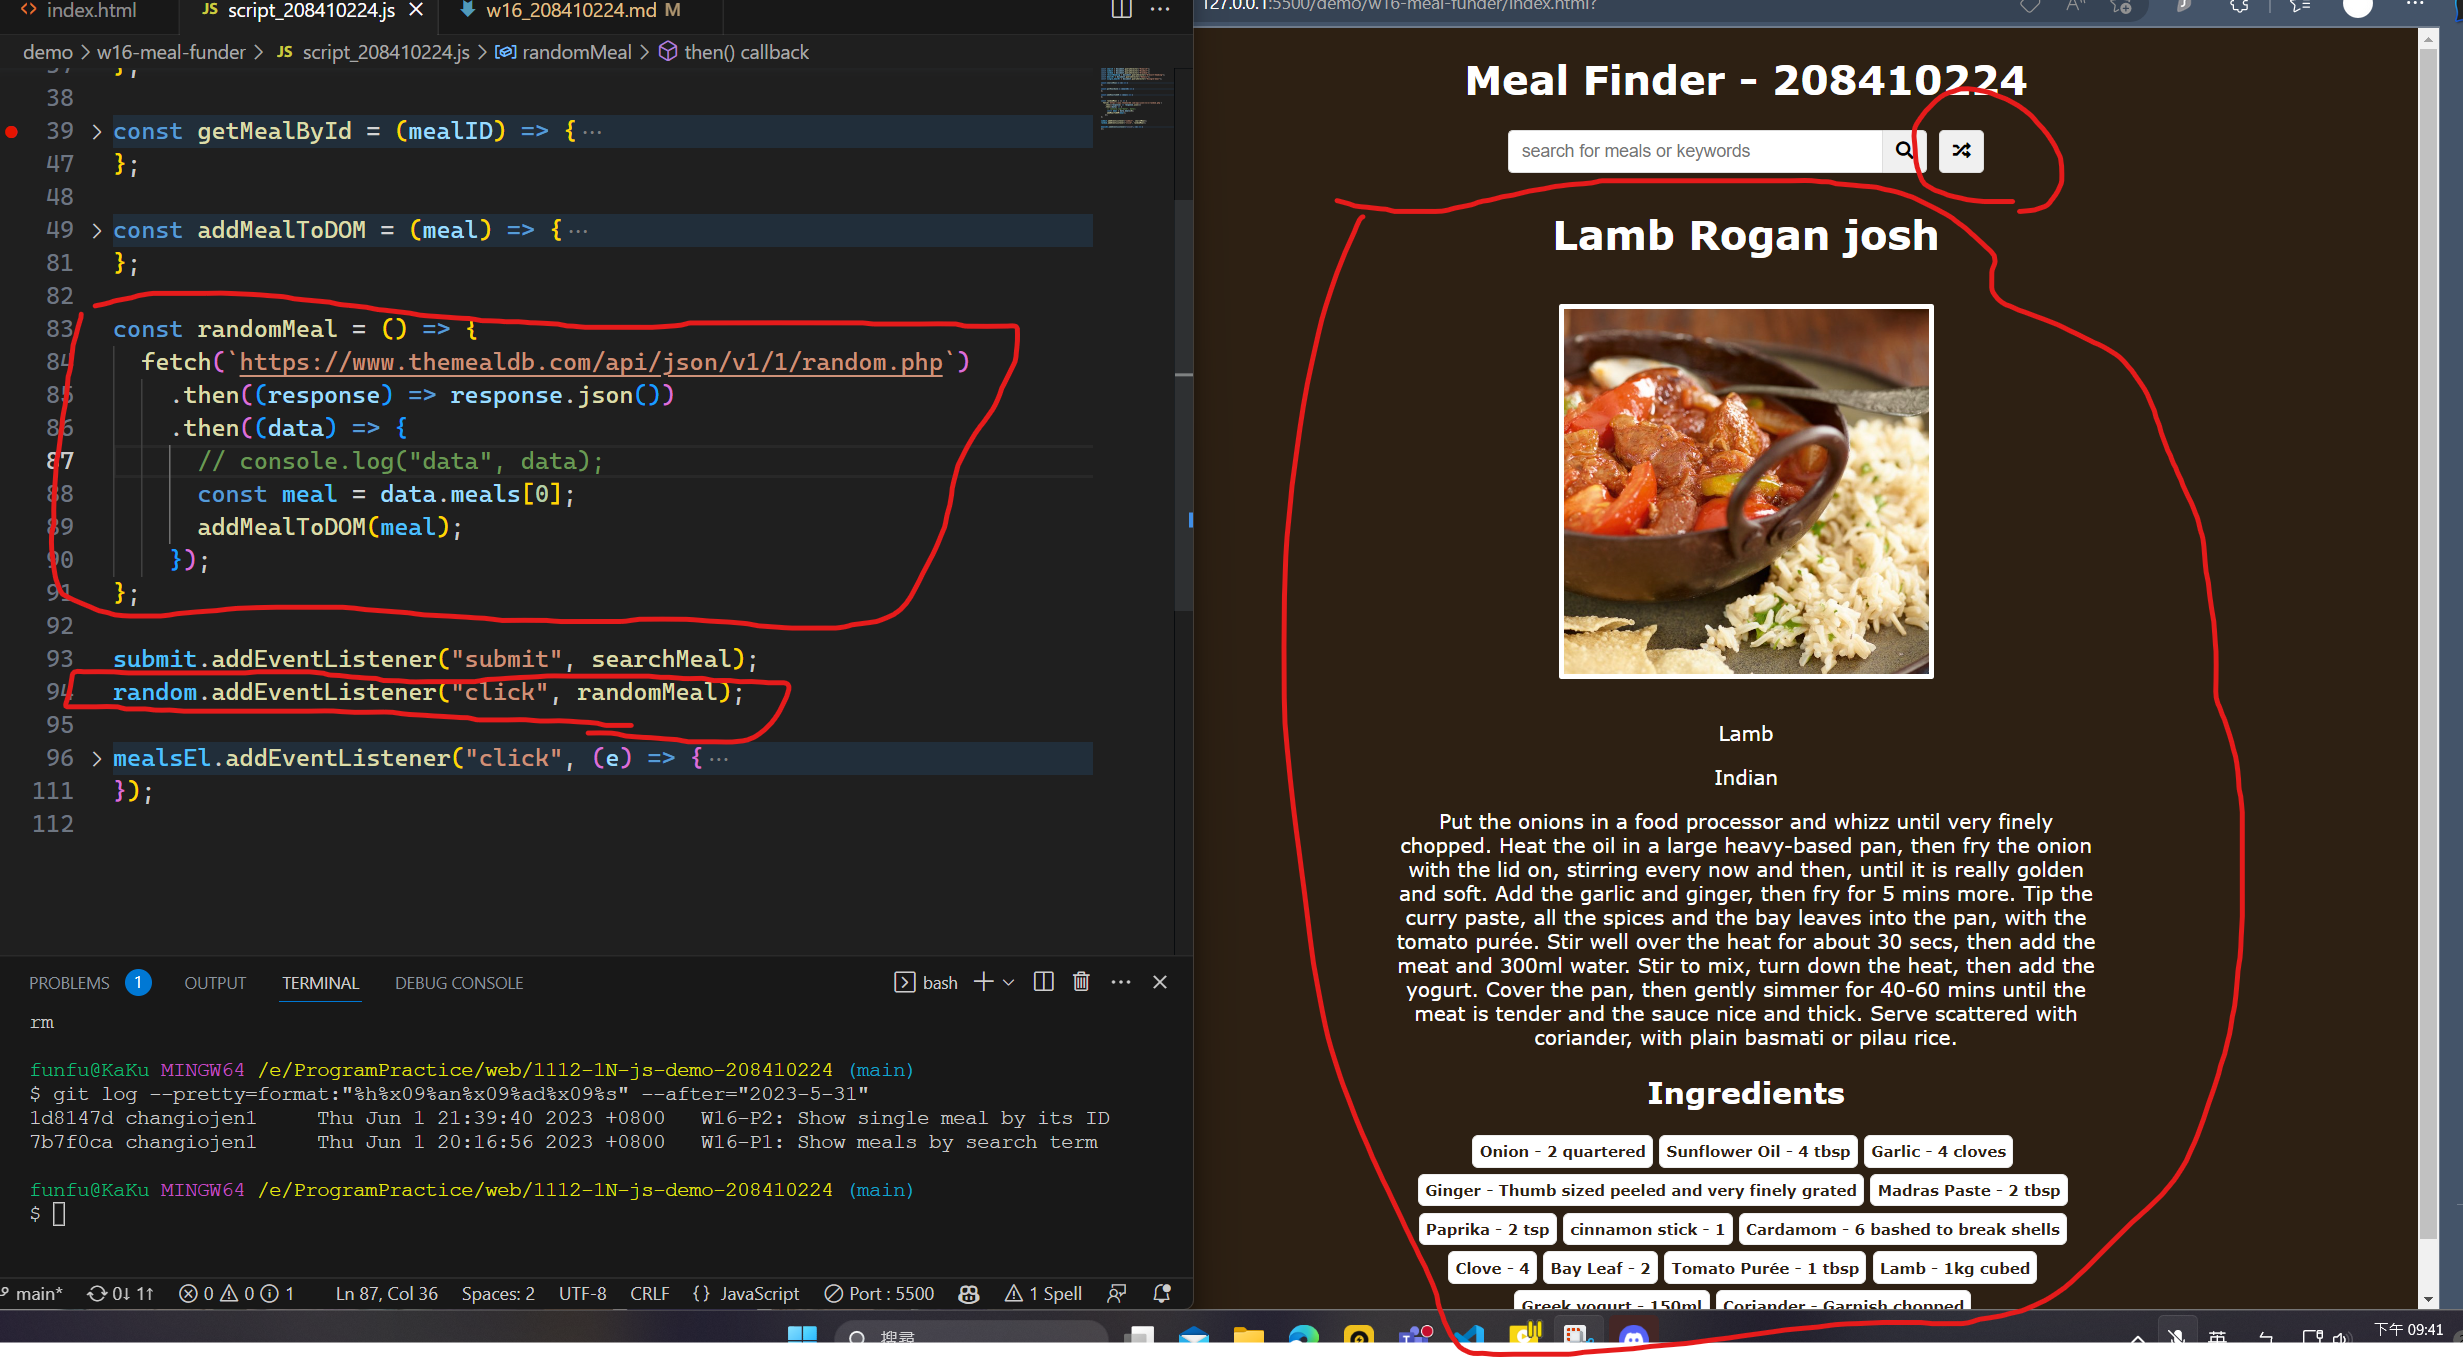 index.html
JS script_208410224.js
w16_208410224.md M
demo > w16-meal-funder > JS script_208410224.js > randomMeal > then() callback
37 };
38
39 const getMealById = (mealID) => {···
47 };
48
49 const addMealToDOM = (meal) => {···
81 };
82
83 const randomMeal = () => {
84 fetch(`https://www.themealdb.com/api/json/v1/1/random.php`)
85 .then((response) => response.json())
86 .then((data) => {
87 // console.log("data", data);
88 const meal = data.meals[0];
89 addMealToDOM(meal);
90 });
91 };
92
93 submit.addEventListener("submit", searchMeal);
94 random.addEventListener("click", randomMeal);
95
96 mealsEl.addEventListener("click", (e) => {···
111 });
112
PROBLEMS 1 OUTPUT TERMINAL DEBUG CONSOLE
bash
rm
funfu@KaKu MINGW64 /e/ProgramPractice/web/1112-1N-js-demo-208410224 (main)
$ git log --pretty=format:"%h%x09%an%x09%ad%x09%s" --after="2023-5-31"
1d8147d changiojen1 Thu Jun 1 21:39:40 2023 +0800 W16-P2: Show single meal by its ID
7b7f0ca changiojen1 Thu Jun 1 20:16:56 2023 +0800 W16-P1: Show meals by search term
funfu@KaKu MINGW64 /e/ProgramPractice/web/1112-1N-js-demo-208410224 (main)
$
main* 0↓ 1↑ 0 0 1 Ln 87, Col 36 Spaces: 2 UTF-8 CRLF {} JavaScript Port : 5500 1 Spell
127.0.0.1:5500/demo/w16-meal-funder/index.html?
Meal Finder - 208410224
search for meals or keywords
Lamb Rogan josh
Lamb
Indian
Put the onions in a food processor and whizz until very finely
chopped. Heat the oil in a large heavy-based pan, then fry the onion
with the lid on, stirring every now and then, until it is really golden
and soft. Add the garlic and ginger, then fry for 5 mins more. Tip the
curry paste, all the spices and the bay leaves into the pan, with the
tomato purée. Stir well over the heat for about 30 secs, then add the
meat and 300ml water. Stir to mix, turn down the heat, then add the
yogurt. Cover the pan, then gently simmer for 40-60 mins until the
meat is tender and the sauce nice and thick. Serve scattered with
coriander, with plain basmati or pilau rice.
Ingredients
Onion - 2 quartered Sunflower Oil - 4 tbsp Garlic - 4 cloves
Ginger - Thumb sized peeled and very finely grated Madras Paste - 2 tbsp
Paprika - 2 tsp cinnamon stick - 1 Cardamom - 6 bashed to break shells
Clove - 4 Bay Leaf - 2 Tomato Purée - 1 tbsp Lamb - 1kg cubed
Greek yogurt - 150ml Coriander - Garnish chopped
搜尋
英
下午 09:41